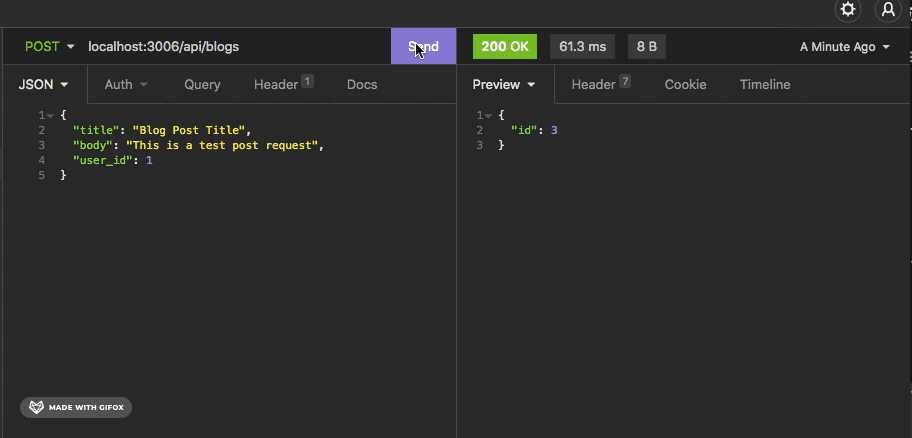 POST localhost:3006/api/blogs Send 200 OK 61.3 ms 8 B A Minute Ago
JSON Auth Query Header 1 Docs Preview Header 7 Cookie Timeline
1 {
2 "title": "Blog Post Title",
3 "body": "This is a test post request",
4 "user_id": 1
5 }
1 {
2 "id": 3
3 }
MADE WITH GIFOX